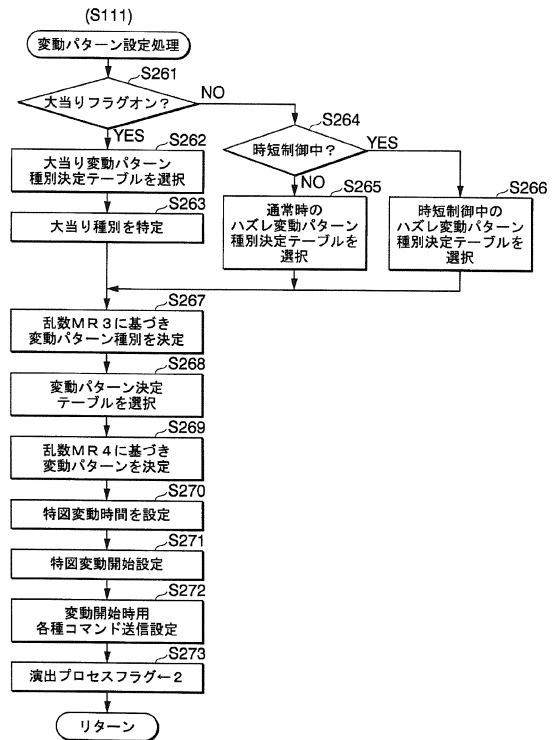 (S111)
変動パターン設定処理
S261
大当りフラグオン？
NO
YES
S264
時短制御中？
YES
NO
S262
大当り変動パターン
種別決定テーブルを選択
S263
大当り種別を特定
S265
通常時の
ハズレ変動パターン
種別決定テーブルを
選択
S266
時短制御中の
ハズレ変動パターン
種別決定テーブルを
選択
S267
乱数ＭＲ３に基づき
変動パターン種別を決定
S268
変動パターン決定
テーブルを選択
S269
乱数ＭＲ４に基づき
変動パターンを決定
S270
特図変動時間を設定
S271
特図変動開始設定
S272
変動開始時用
各種コマンド送信設定
S273
演出プロセスフラグ←２
リターン